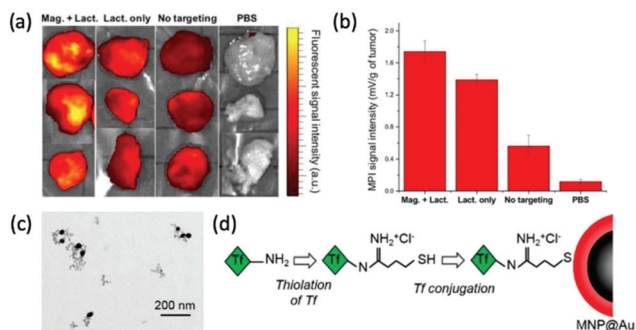 (a)
Mag. + Lact. Lact. only No targeting PBS
Fluorescent signal intensity (a.u.)
(b)
MPI signal intensity (mV/g of tumor)
2.0
1.6
1.2
0.8
0.4
0.0
Mag. + Lact. Lact. only No targeting PBS
(c)
200 nm
(d)
Tf NH₂
Thiolation of Tf
Tf N NH₂⁺Cl⁻ SH
Tf conjugation
Tf N NH₂⁺Cl⁻ S
MNP@Au